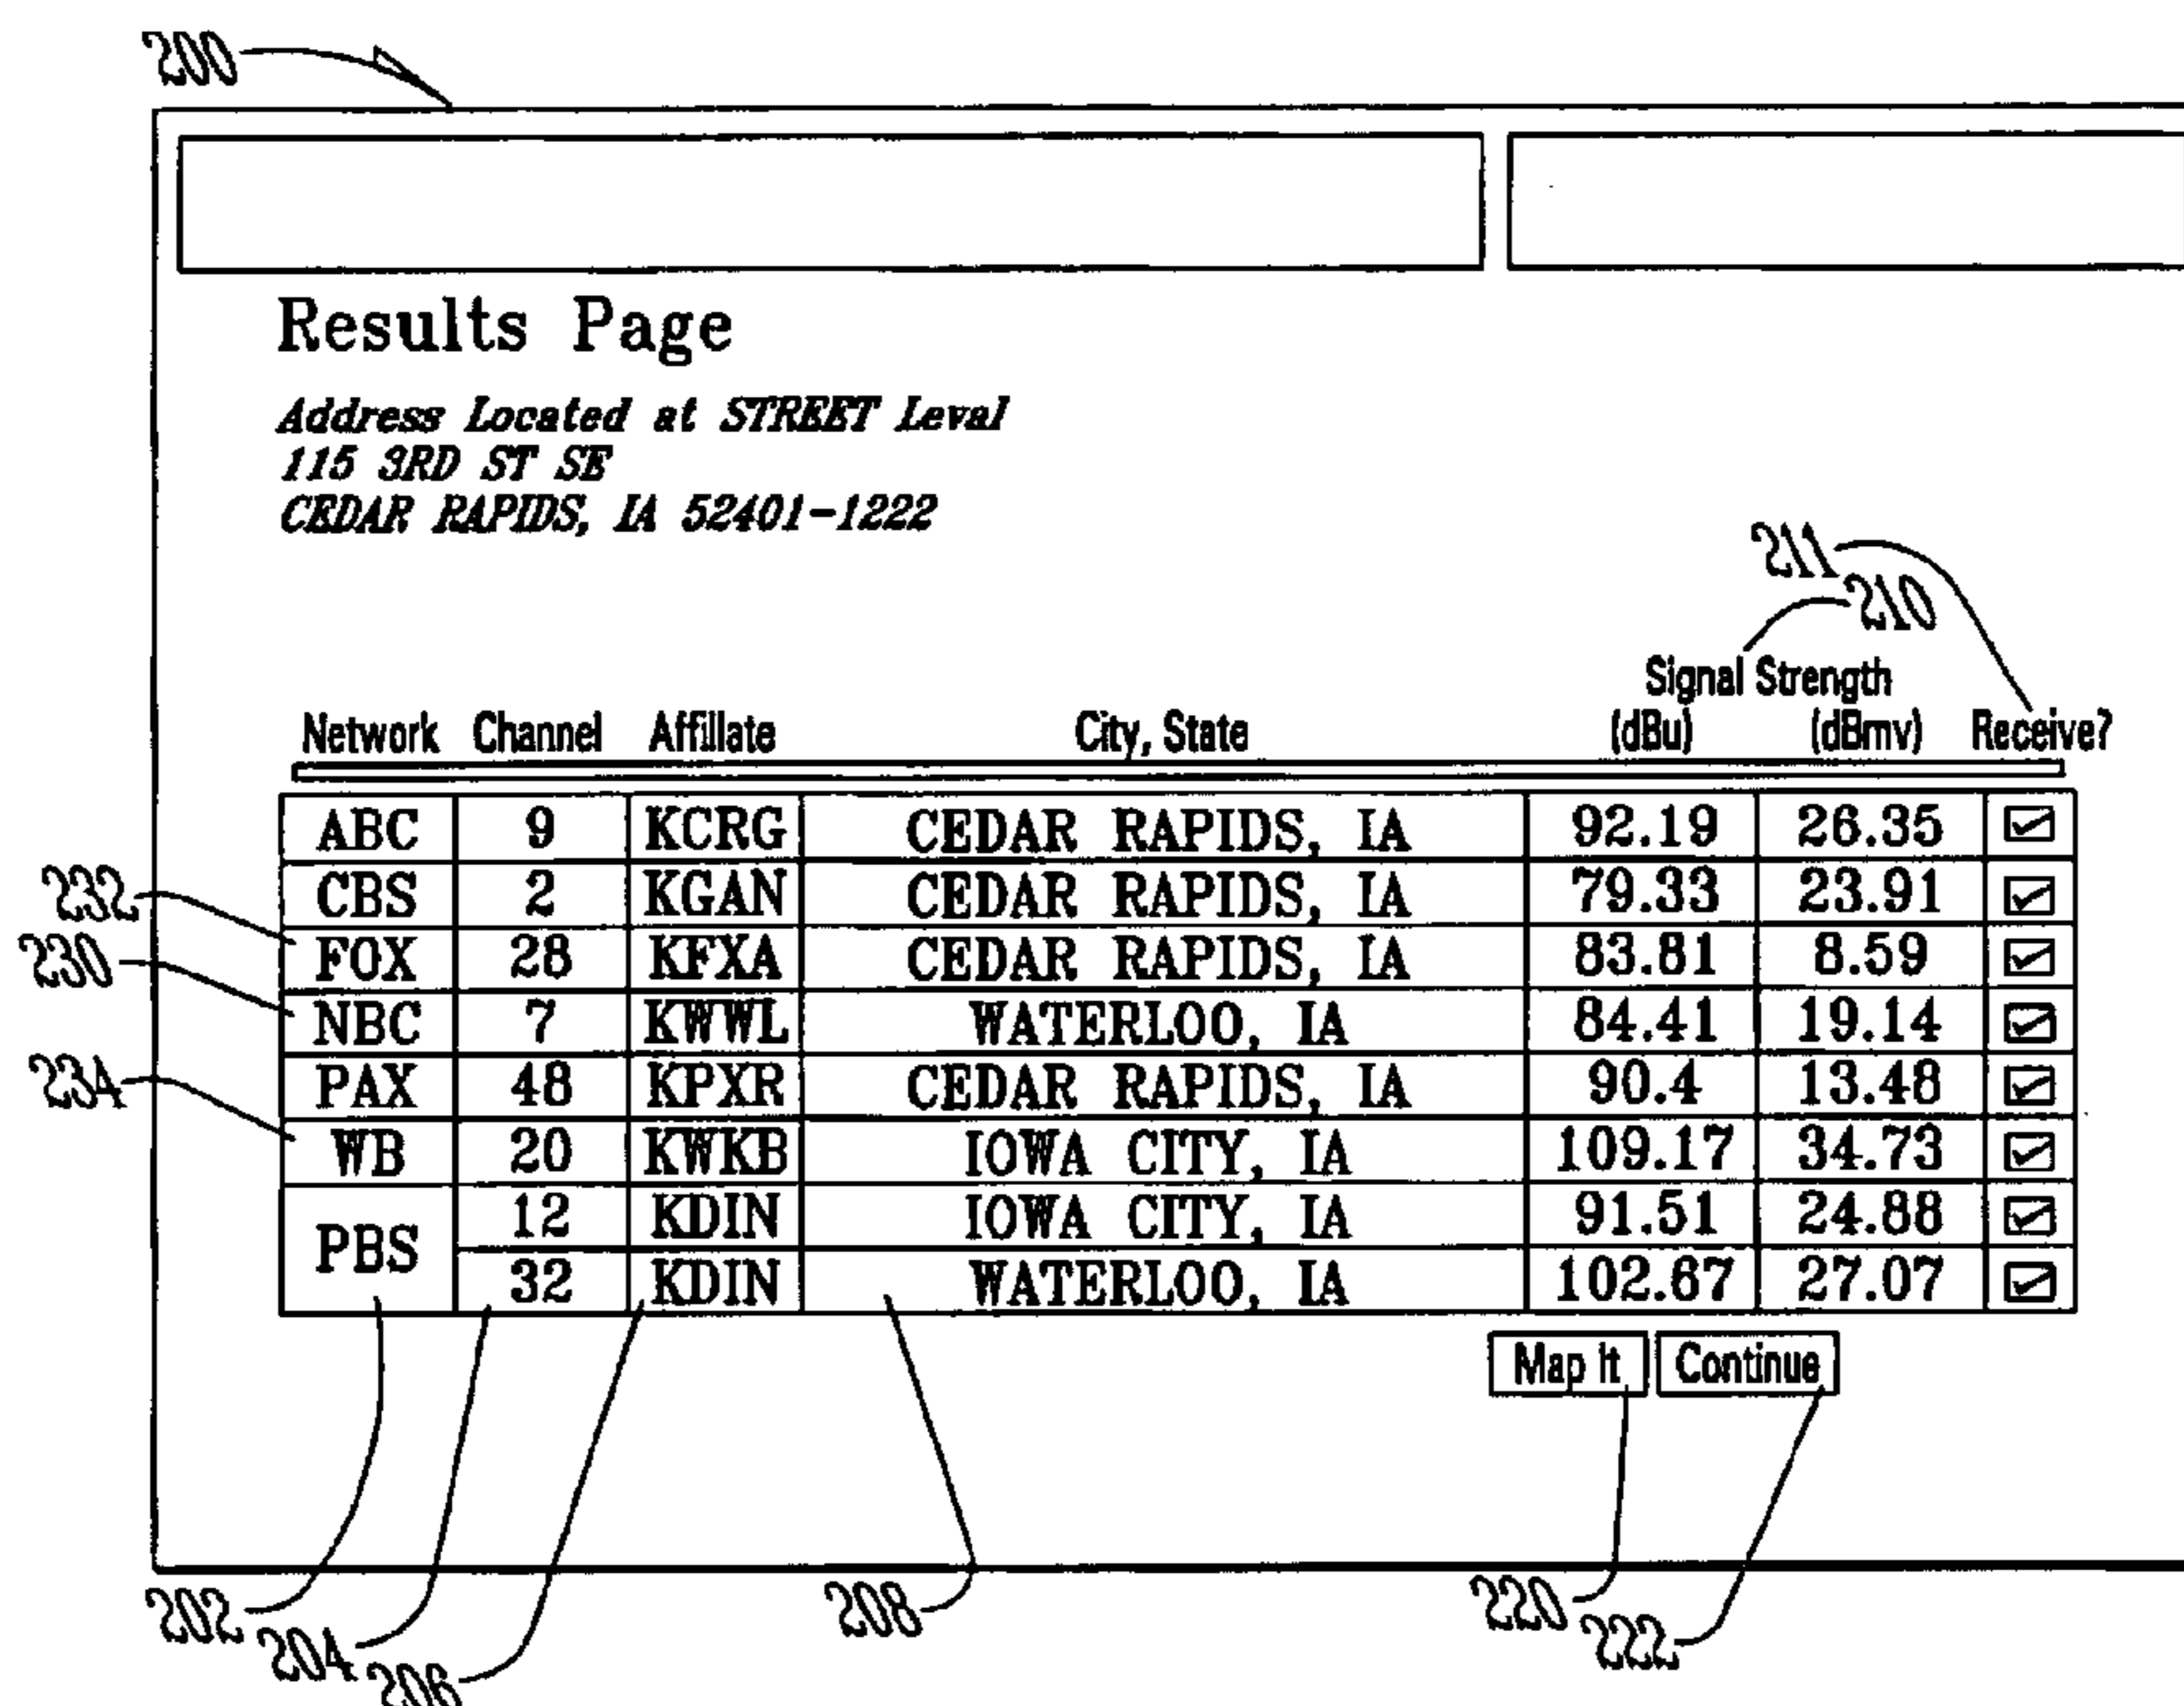 200
Results Page
Address Located at STREET Leval
115 3RD ST SE
CEDAR RAPIDS, IA 52401-1222
211
210
Signal Strength
Network Channel Affillate City, State (dBu) (dBmv) Receive?
ABC 9 KCRG CEDAR RAPIDS, IA 92.19 26.35
232 CBS 2 KGAN CEDAR RAPIDS, IA 79.33 23.91
230 FOX 28 KFXA CEDAR RAPIDS, IA 83.81 8.59
NBC 7 KWWL WATERLOO, IA 84.41 19.14
234 PAX 48 KPXR CEDAR RAPIDS, IA 90.4 13.48
WB 20 KWKB IOWA CITY, IA 109.17 34.73
PBS 12 KDIN IOWA CITY, IA 91.51 24.88
32 KDIN WATERLOO, IA 102.67 27.07
Map It Continue
202 208 220
204 222
206